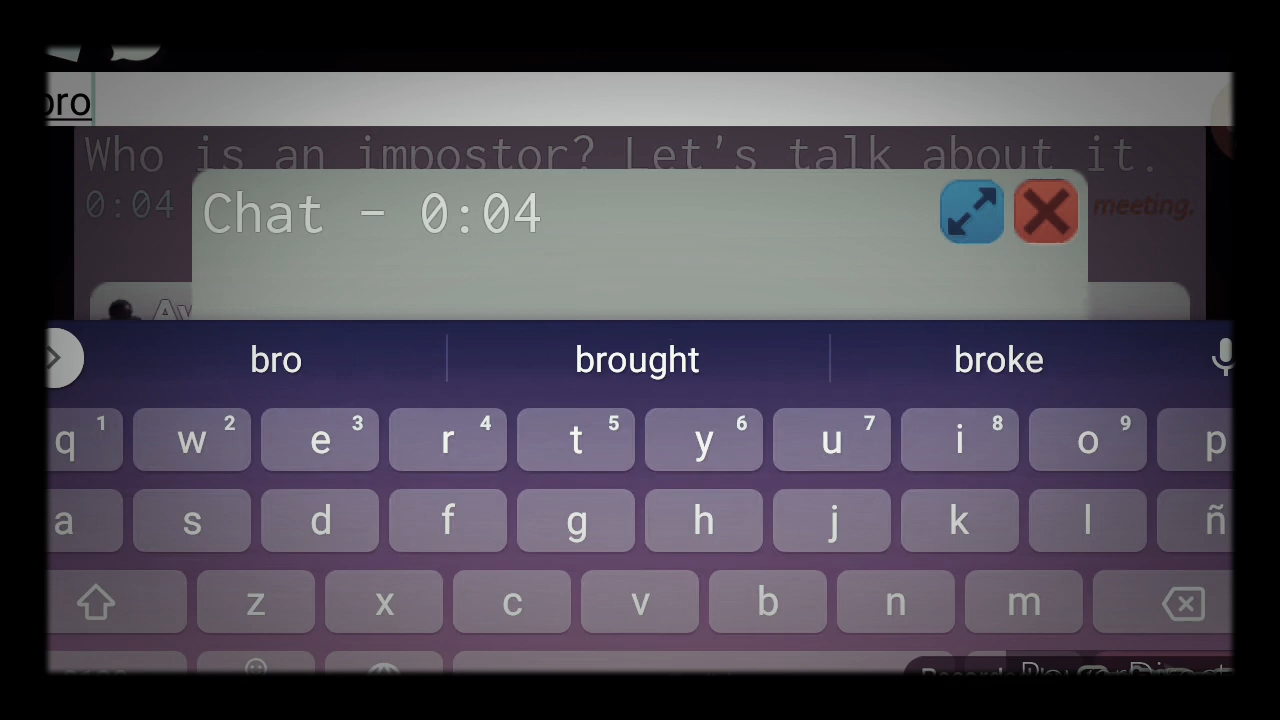 bro
Who is an impostor? Let's talk about it.
0:04
Chat - 0:04
meeting.
bro brought broke
q 1 w 2 e 3 r 4 t 5 y 6 u 7 i 8 o 9 p
a s d f g h j k l ñ
z x c v b n m